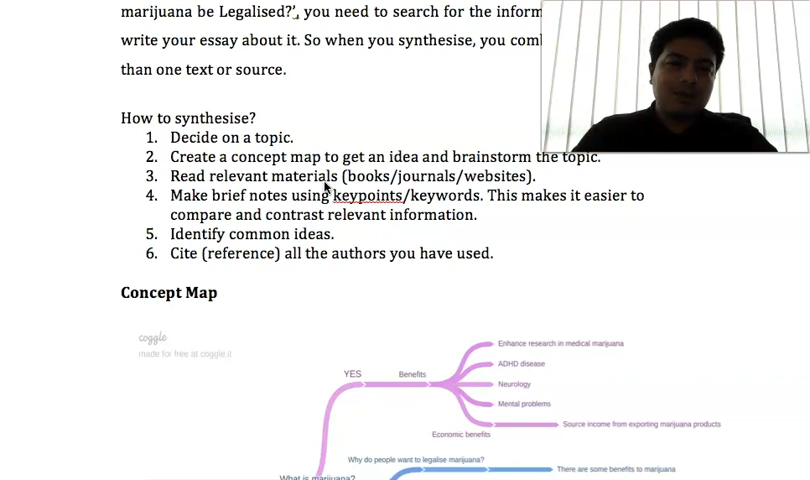 marijuana be Legalised?', you need to search for the inform
write your essay about it. So when you synthesise, you comb
than one text or source.
How to synthesise?
1. Decide on a topic.
2. Create a concept map to get an idea and brainstorm the topic.
3. Read relevant materials (books/journals/websites).
4. Make brief notes using keypoints/keywords. This makes it easier to
compare and contrast relevant information.
5. Identify common ideas.
6. Cite (reference) all the authors you have used.
Concept Map
coggle
made for free at coggle.it
Enhance research in medical marijuana
ADHD disease
YES
Benefits
Neurology
Mental problems
Source income from exporting marijuana products
Economic benefits
Why do people want to legalise marijuana?
There are some benefits to marijuana
What is marijuana?